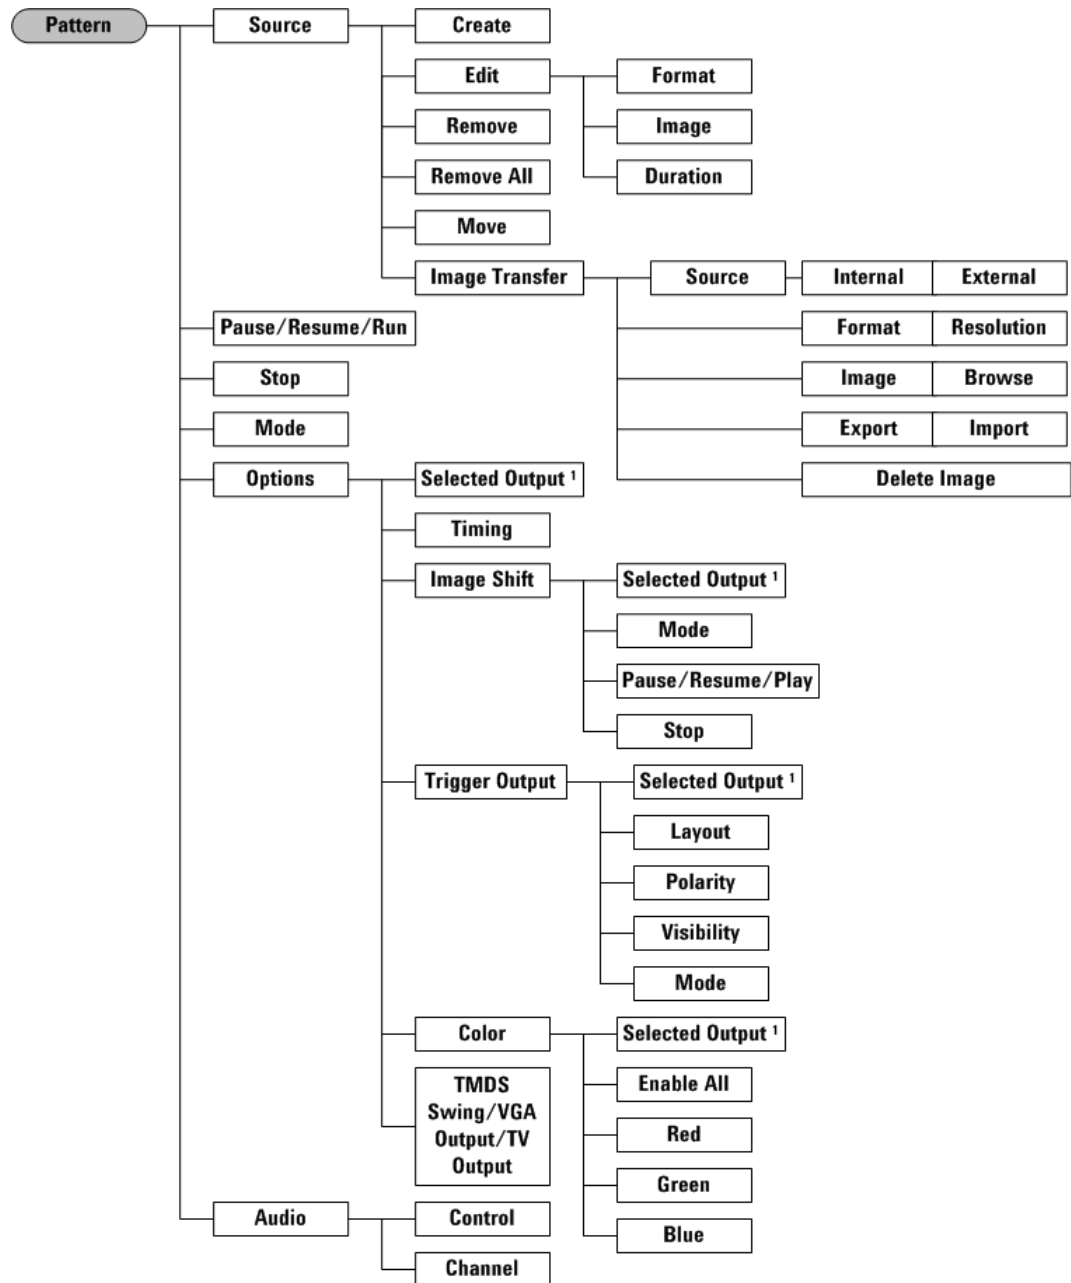 Pattern
Source
Create
Edit
Format
Remove
Image
Remove All
Duration
Move
Image Transfer
Source
Internal
External
Pause/Resume/Run
Format
Resolution
Stop
Image
Browse
Mode
Export
Import
Options
Selected Output ¹
Delete Image
Timing
Image Shift
Selected Output ¹
Mode
Pause/Resume/Play
Stop
Trigger Output
Selected Output ¹
Layout
Polarity
Visibility
Mode
Color
Selected Output ¹
TMDS
Swing/VGA
Output/TV
Output
Enable All
Red
Green
Audio
Control
Blue
Channel